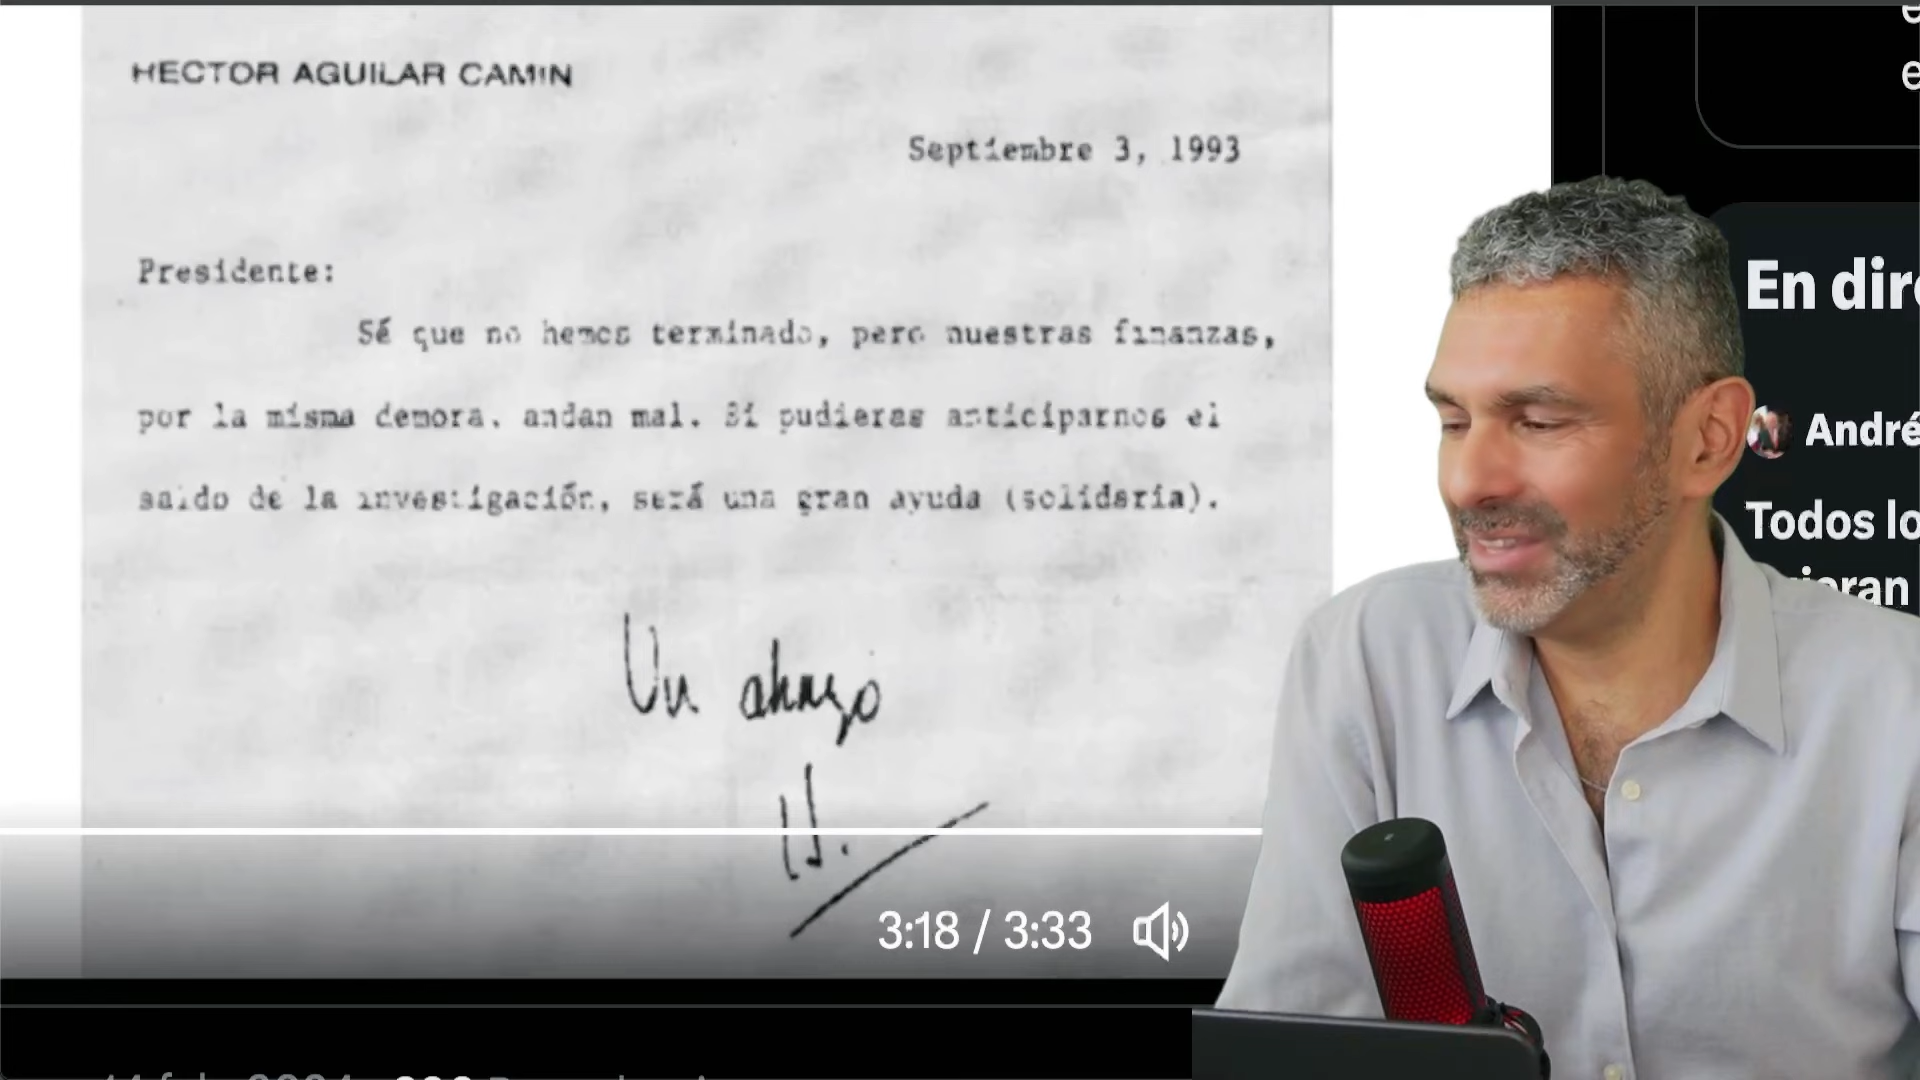 HECTOR AGUILAR CAMIN
Septiembre 3, 1993
Presidente:
Sé que no hemos terminado, pero nuestras finanzas,
por la misma demora, andan mal. Si pudieras anticiparnos el
saldo de la investigación, será una gran ayuda (solidaria).
Un abrazo
H.
3:18 / 3:33
En dir
André
Todos lo